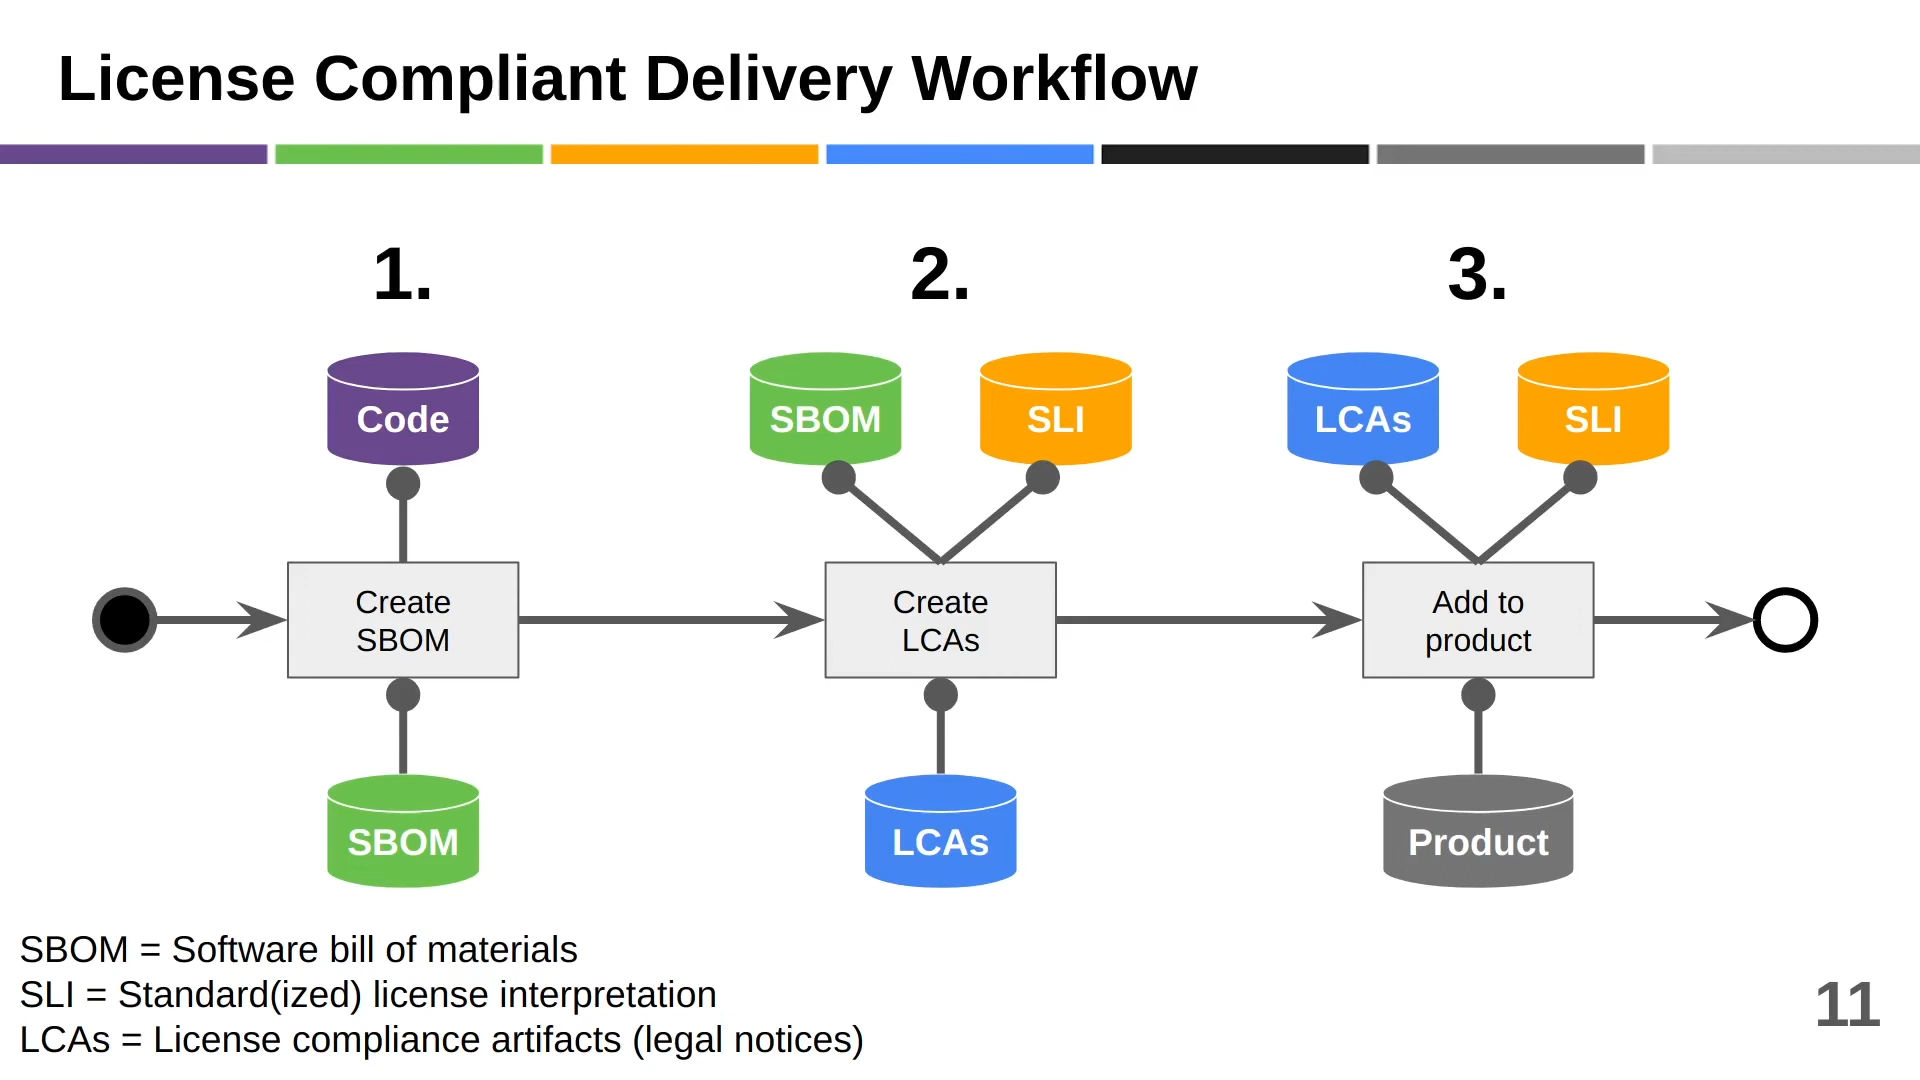 License Compliant Delivery Workflow
1.
2.
3.
Code
SBOM
SLI
LCAs
SLI
Create
SBOM
Create
LCAs
Add to
product
SBOM
LCAs
Product
SBOM = Software bill of materials
SLI = Standard(ized) license interpretation
LCAs = License compliance artifacts (legal notices)
11